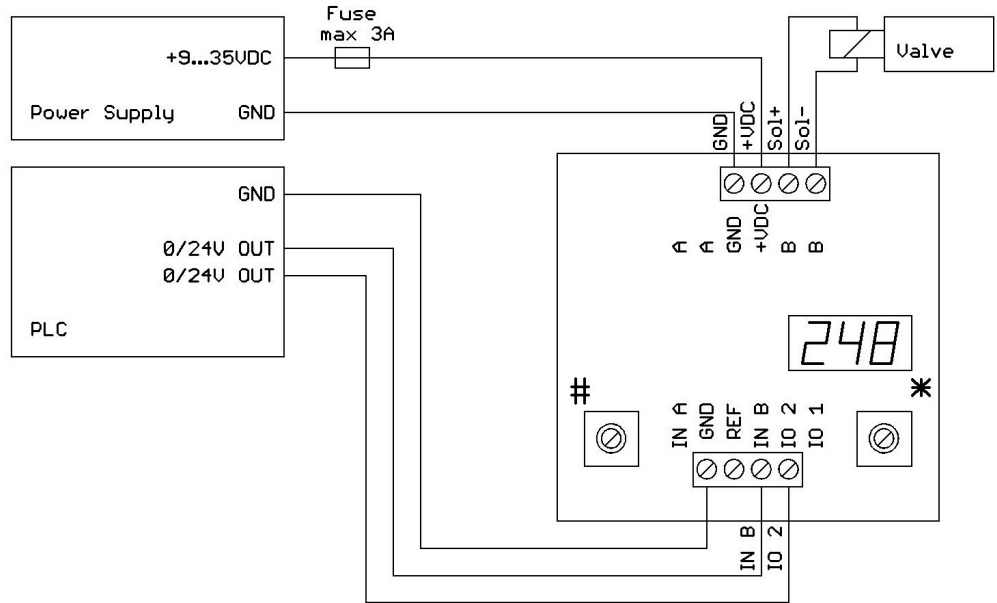 Fuse
max 3A
+9...35VDC
Power Supply
GND
Valve
GND
+VDC
Sol+
Sol-
GND
0/24V OUT
0/24V OUT
PLC
A
A
GND
+VDC
B
B
248
#
*
IN A
GND
REF
IN B
IO 2
IO 1
IN B
IO 2